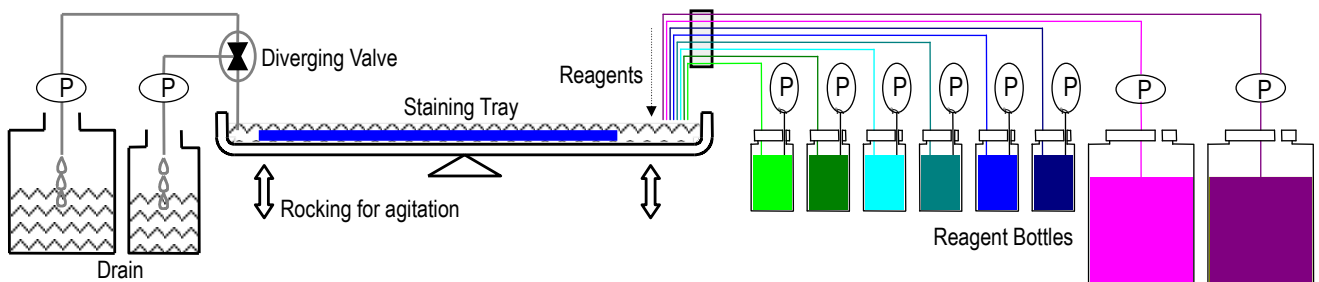 Diverging Valve
P
P
Staining Tray
Reagents
P
P
P
P
P
P
P
P
Rocking for agitation
Drain
Reagent Bottles